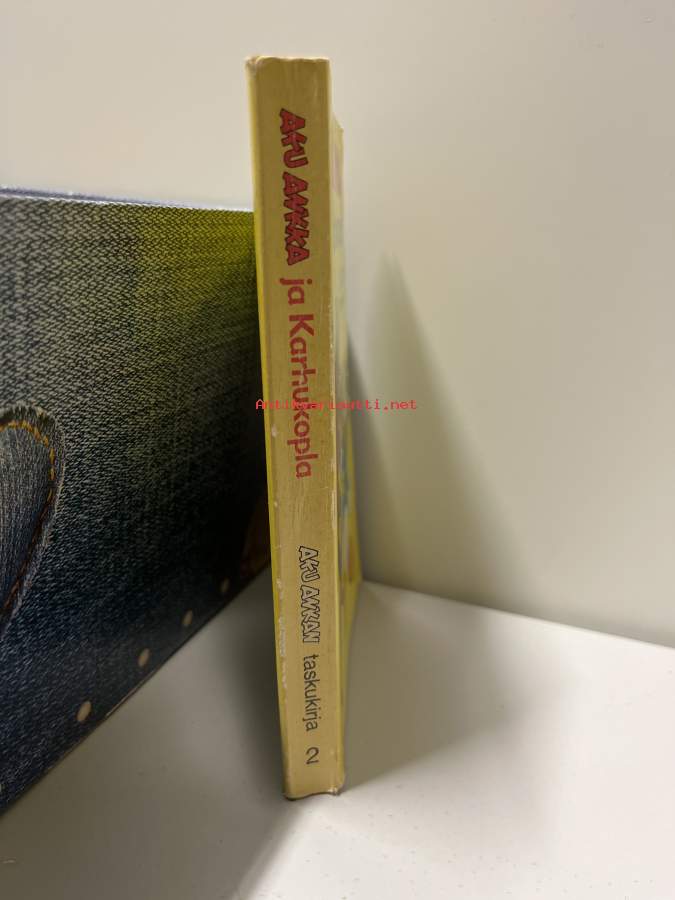 AKU ANKKA ja Karhukopla
AKU ANKAN taskukirja 2
Antikvariaatti.net